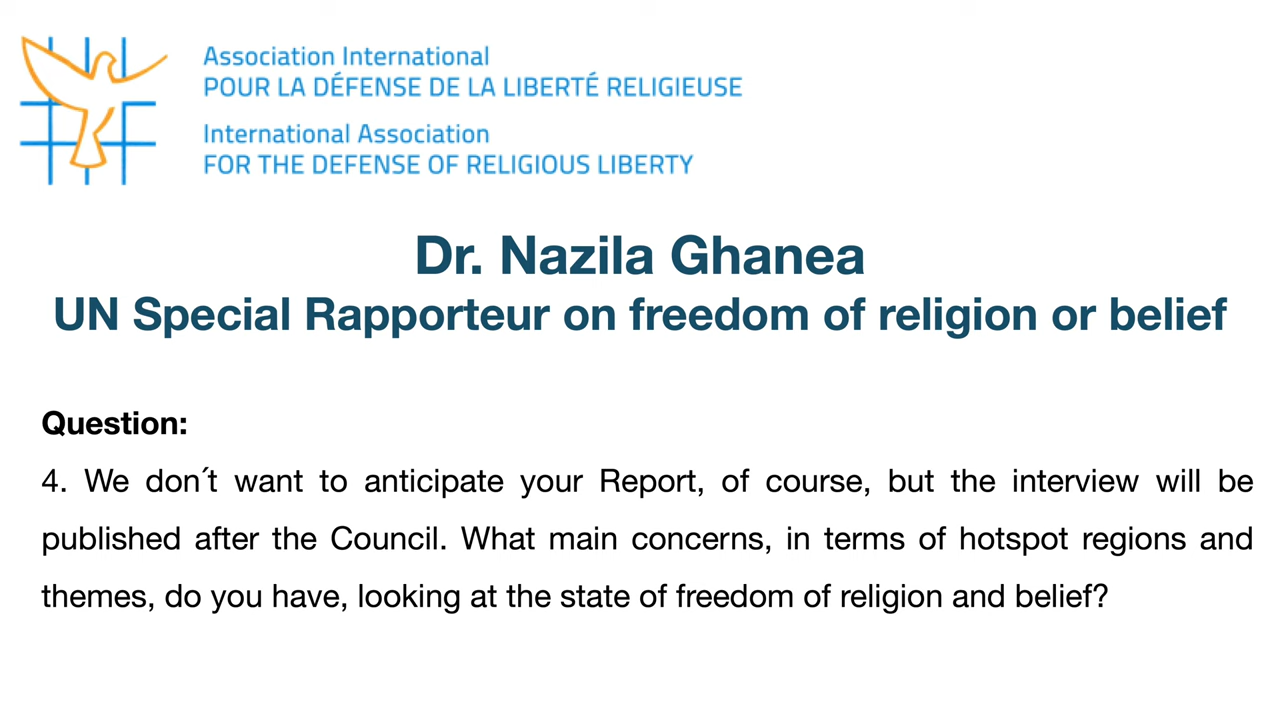 Association International
POUR LA DÉFENSE DE LA LIBERTÉ RELIGIEUSE
International Association
FOR THE DEFENSE OF RELIGIOUS LIBERTY
Dr. Nazila Ghanea
UN Special Rapporteur on freedom of religion or belief
Question:
4. We don´t want to anticipate your Report, of course, but the interview will be
published after the Council. What main concerns, in terms of hotspot regions and
themes, do you have, looking at the state of freedom of religion and belief?